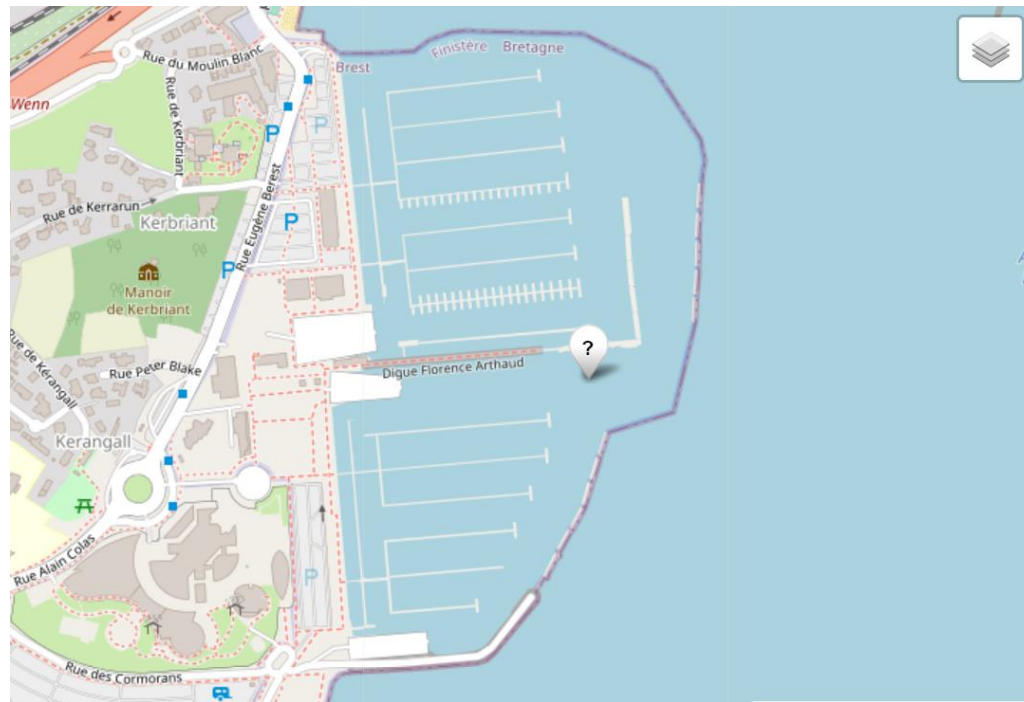 Rue du Moulin Blanc
Finistère Bretagne
Brest
Wenn
Rue de Kerbriant
P
P
Rue Eugène Berest
Rue de Kerrarun
Kerbriant
P
P
Manoir
de Kerbriant
Rue de Kérangall
Rue Peter Blake
?
Digue Florence Arthaud
Kerangall
Rue Alain Colas
P
Rue des Cormorans